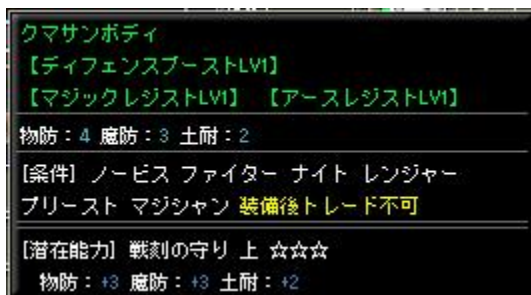 クマサンボディ
【ディフェンスブーストLV1】
【マジックレジストLV1】 【アースレジストLV1】
物防：4 魔防：3 土耐：2
[条件] ノービス ファイター ナイト レンジャー
プリースト マジシャン 装備後トレード不可
[潜在能力] 戦刻の守り 上 ☆☆☆
物防：+3 魔防：+3 土耐：+2